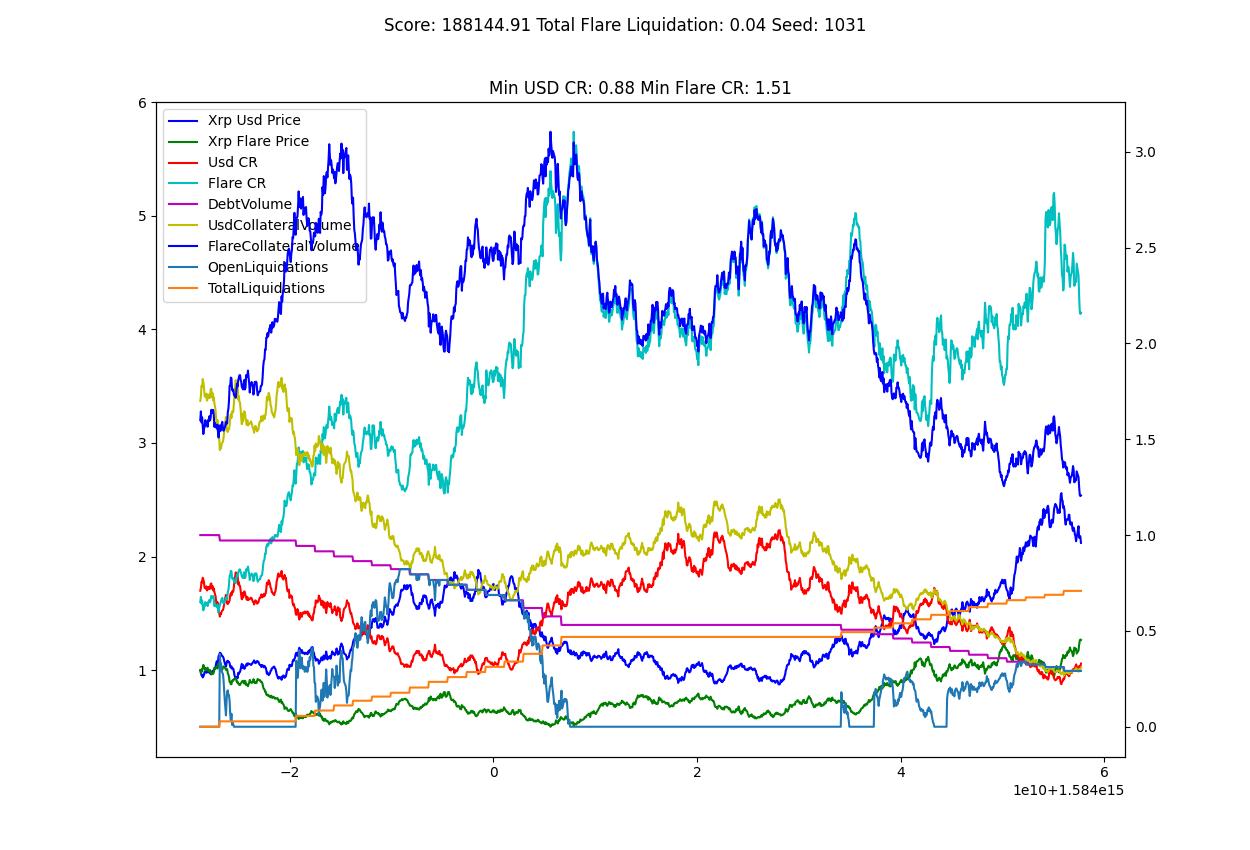 Score: 188144.91 Total Flare Liquidation: 0.04 Seed: 1031
Min USD CR: 0.88 Min Flare CR: 1.51
Xrp Usd Price
Xrp Flare Price
Usd CR
Flare CR
DebtVolume
UsdCollateralVolume
FlareCollateralVolume
OpenLiquidations
TotalLiquidations
6
5
4
3
2
1
3.0
2.5
2.0
1.5
1.0
0.5
0.0
−2
0
2
4
6
1e10+1.584e15